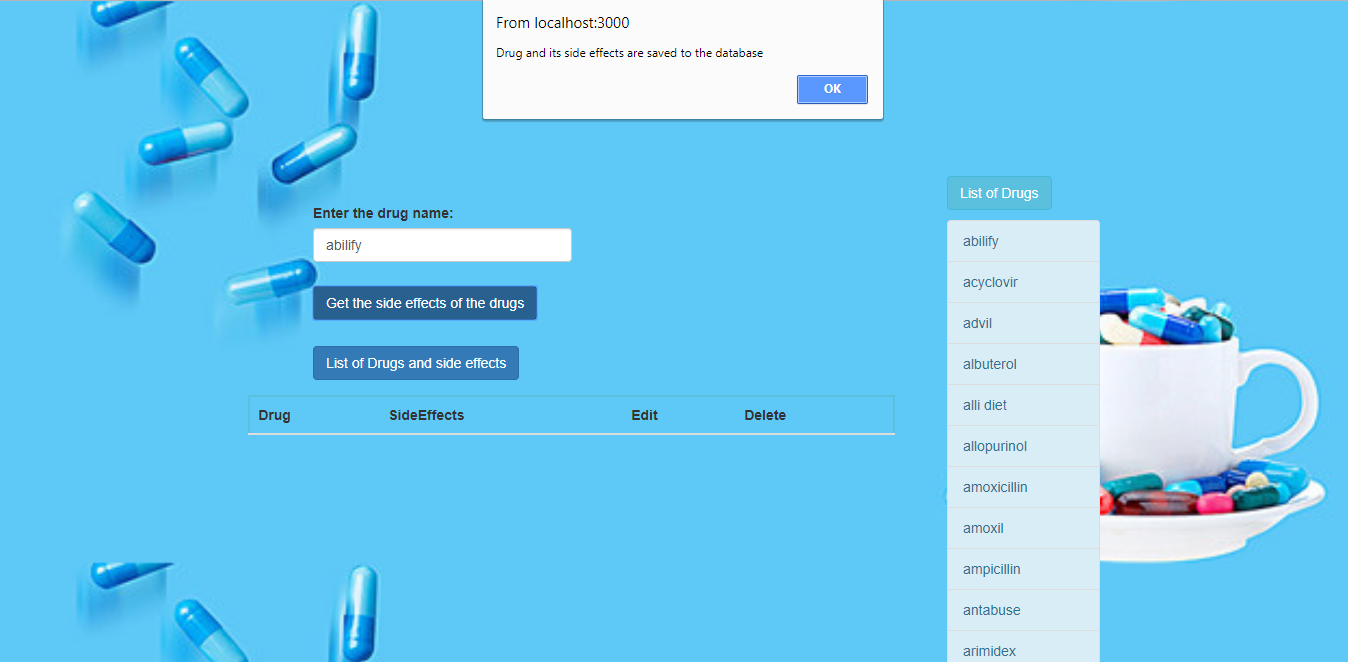 From localhost:3000
Drug and its side effects are saved to the database
OK
List of Drugs
Enter the drug name:
abilify
Get the side effects of the drugs
List of Drugs and side effects
Drug SideEffects Edit Delete
abilify
acyclovir
advil
albuterol
alli diet
allopurinol
amoxicillin
amoxil
ampicillin
antabuse
arimidex